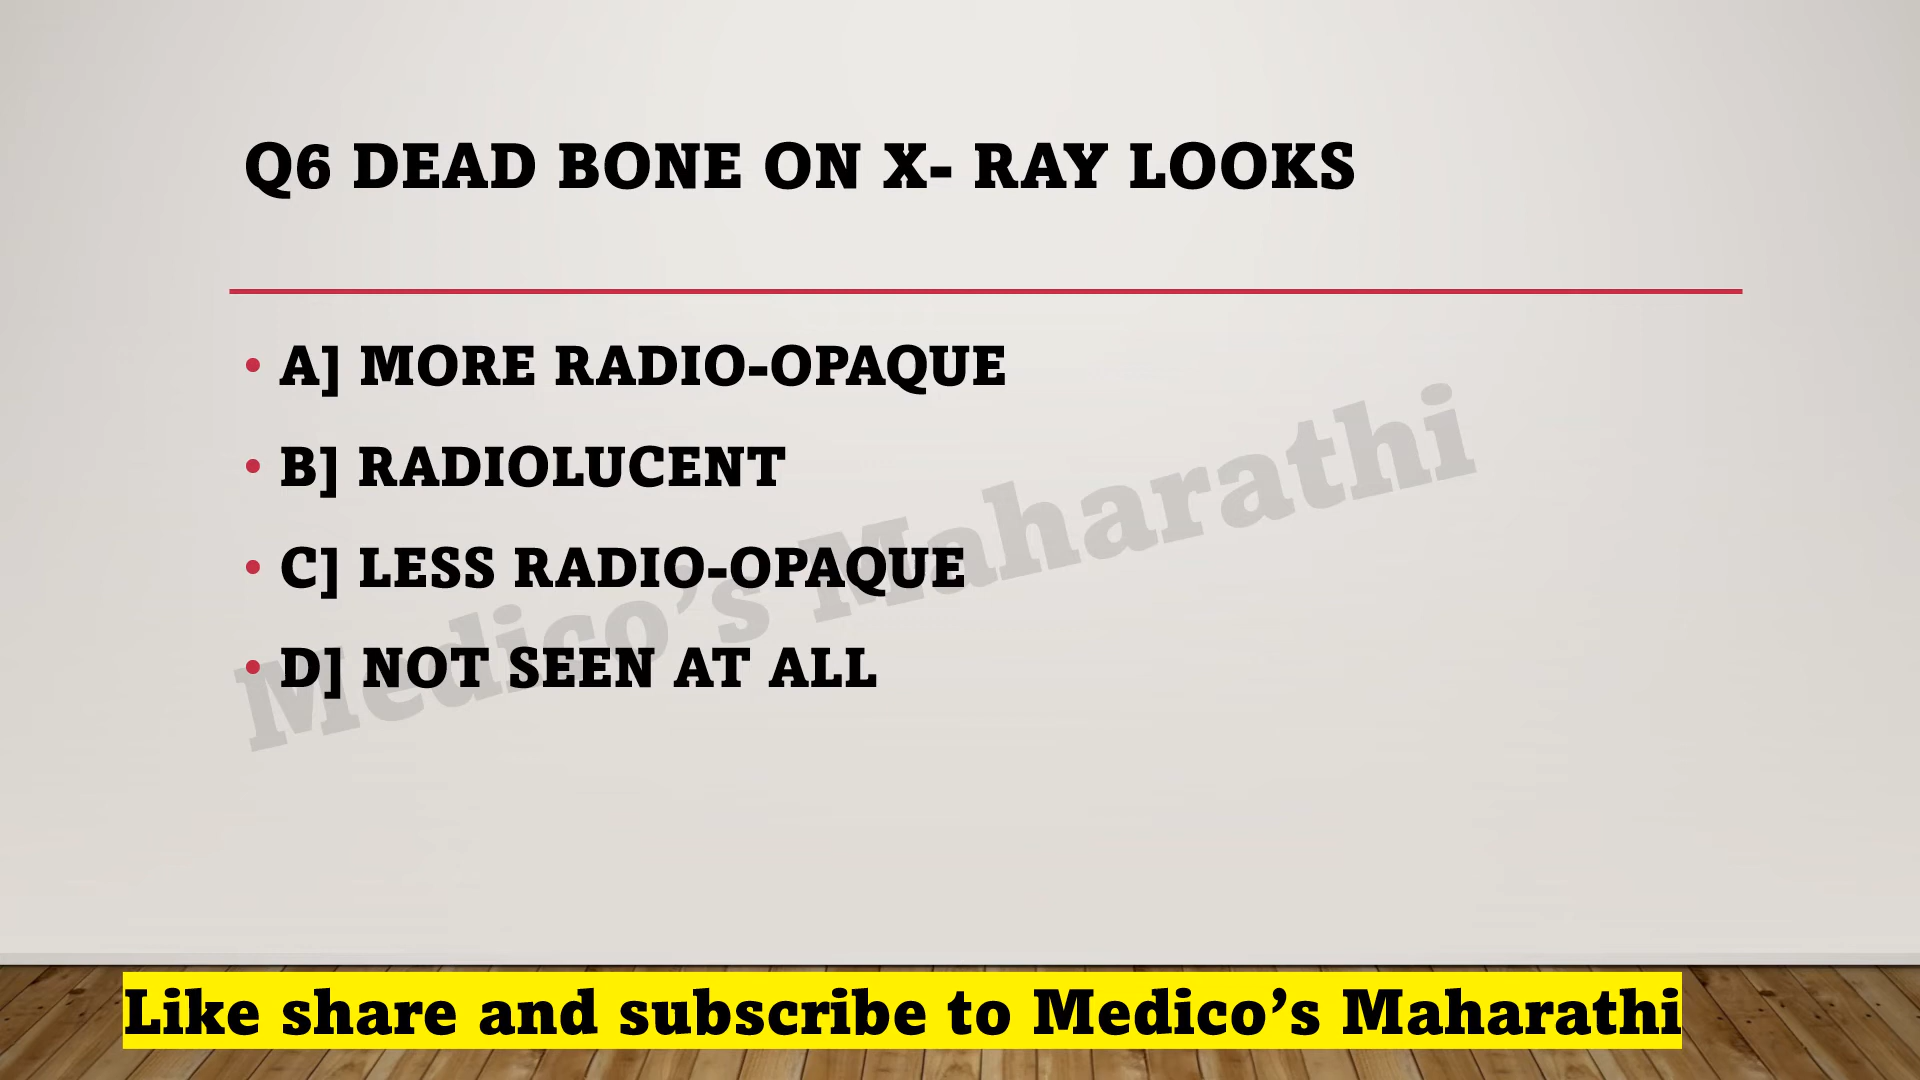 Q6 DEAD BONE ON X- RAY LOOKS
• A] MORE RADIO-OPAQUE
• B] RADIOLUCENT
• C] LESS RADIO-OPAQUE
• D] NOT SEEN AT ALL
Medico's Maharathi
Like share and subscribe to Medico's Maharathi